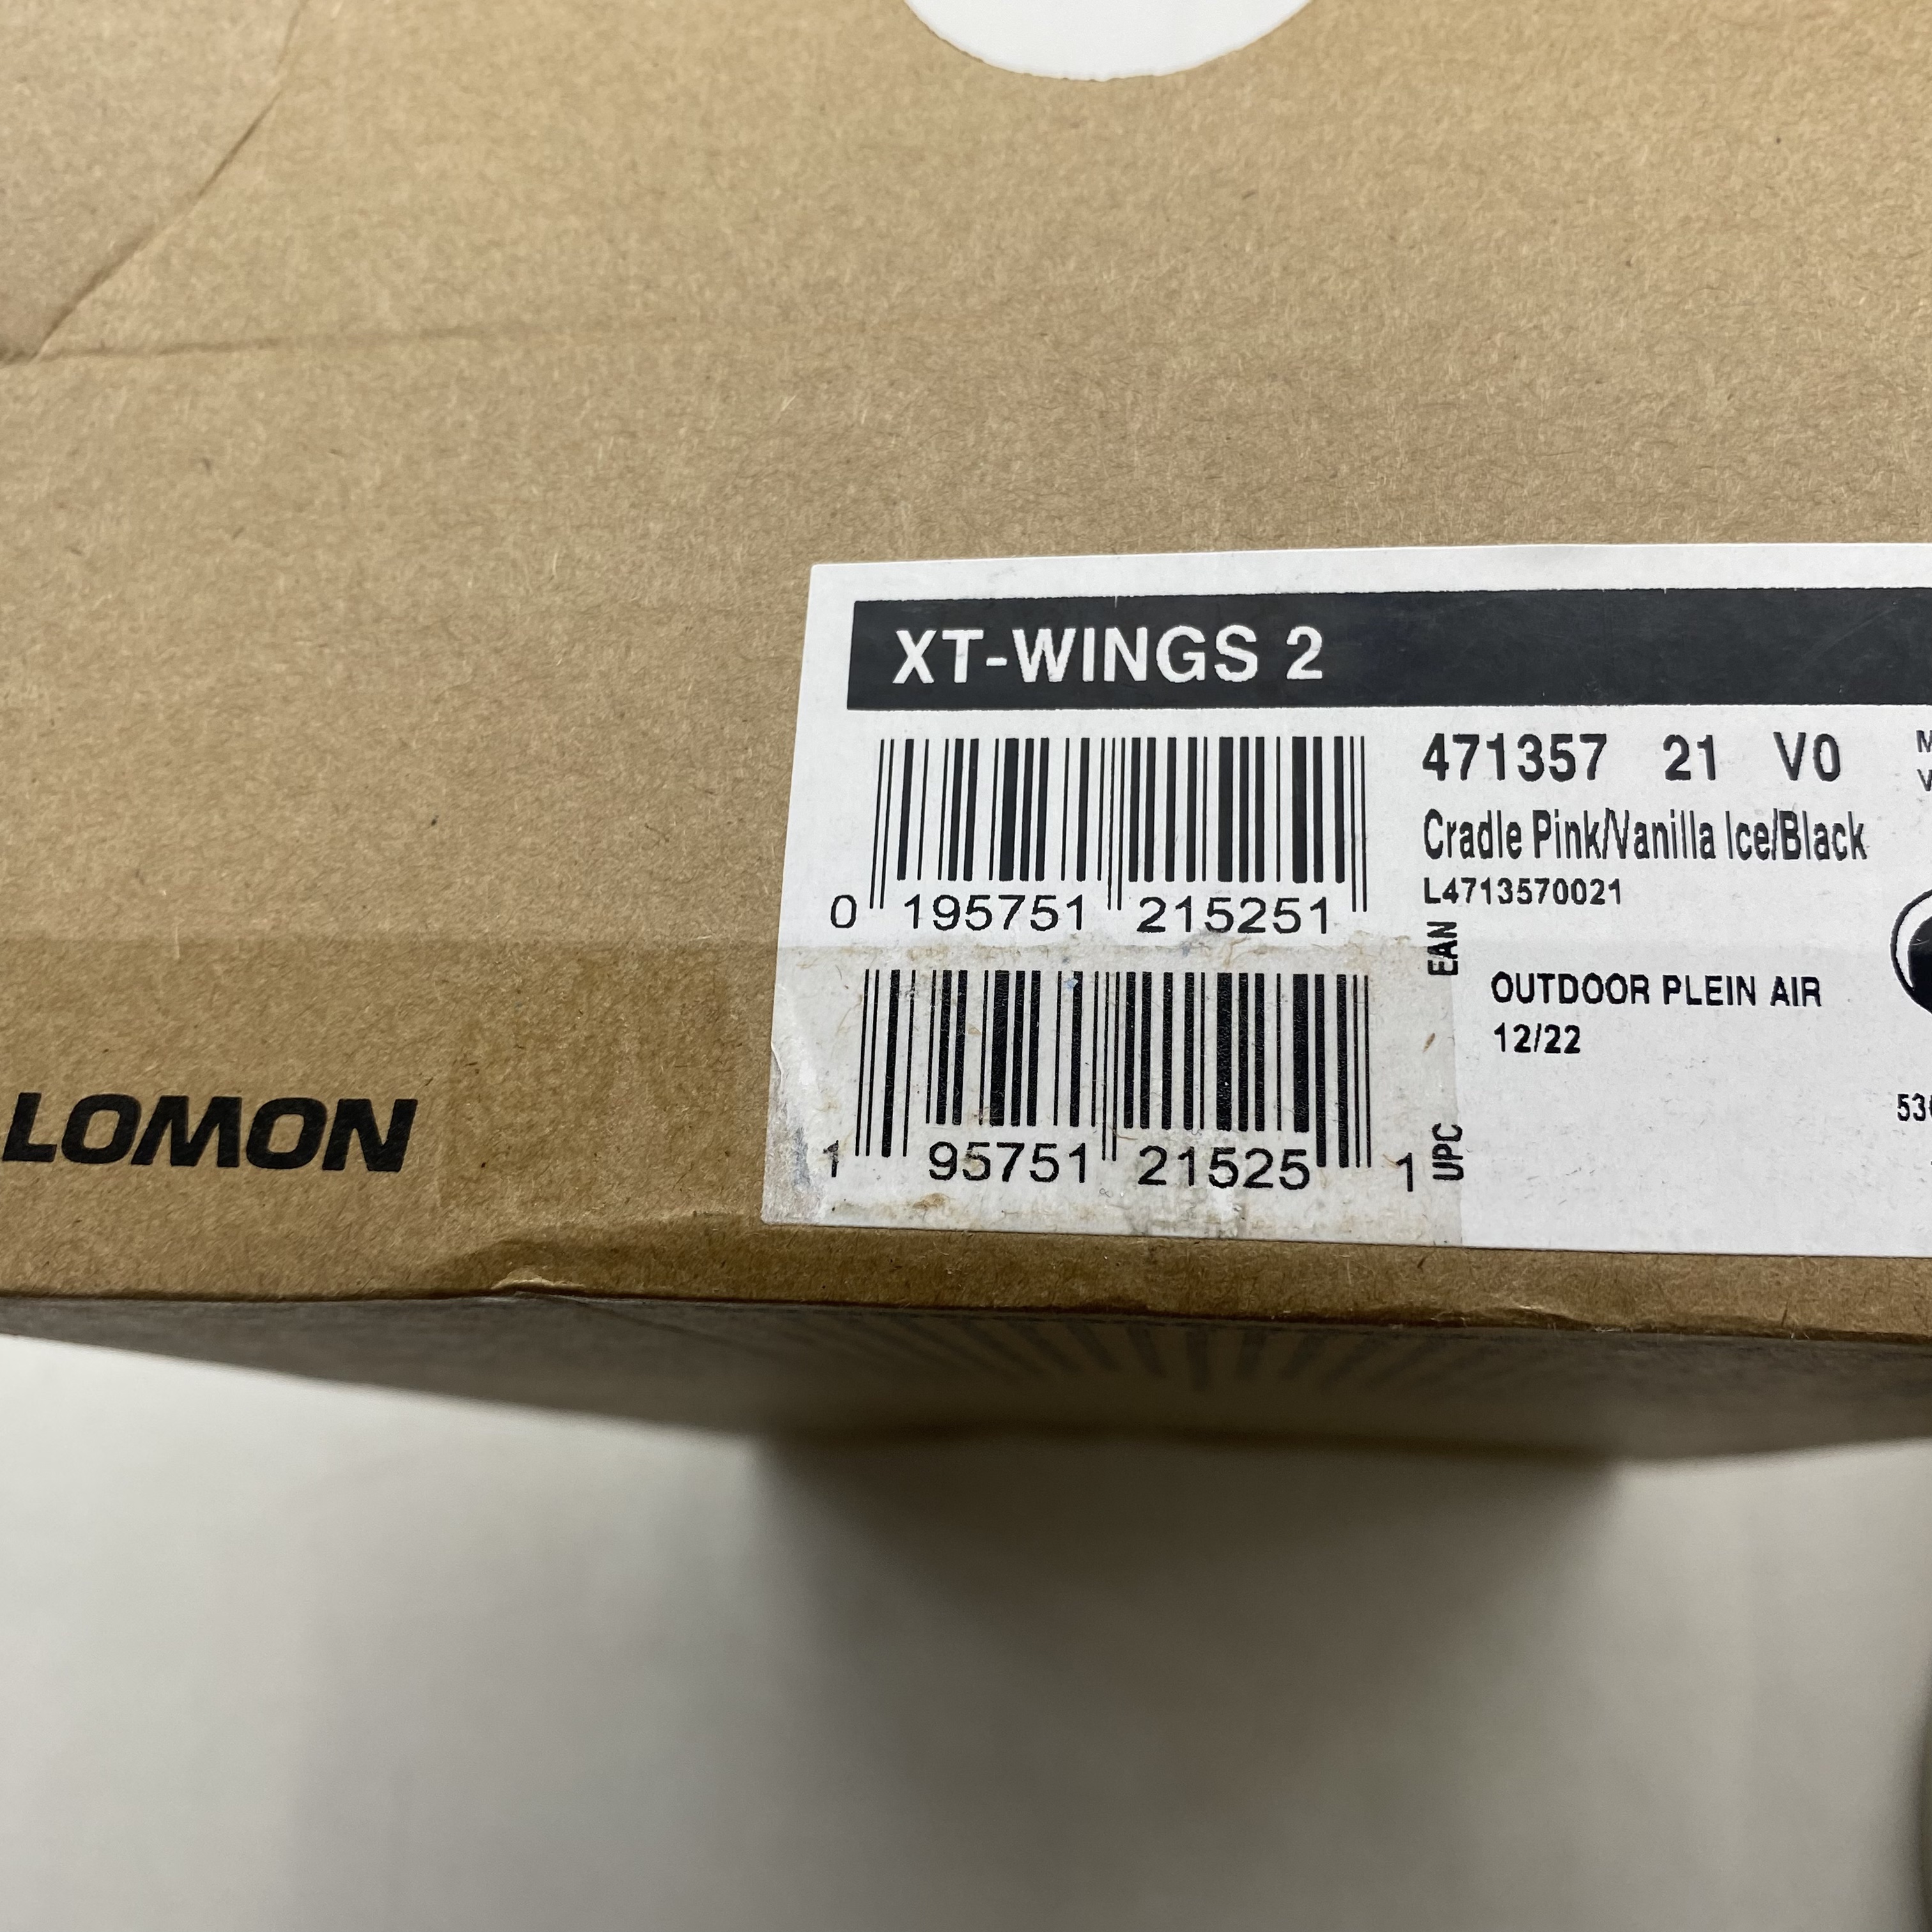 XT-WINGS 2
471357 21 V0
Cradle Pink/Vanilla Ice/Black
L4713570021
0 195751 215251
EAN
OUTDOOR PLEIN AIR
12/22
1 95751 21525 1
UPC
LOMON